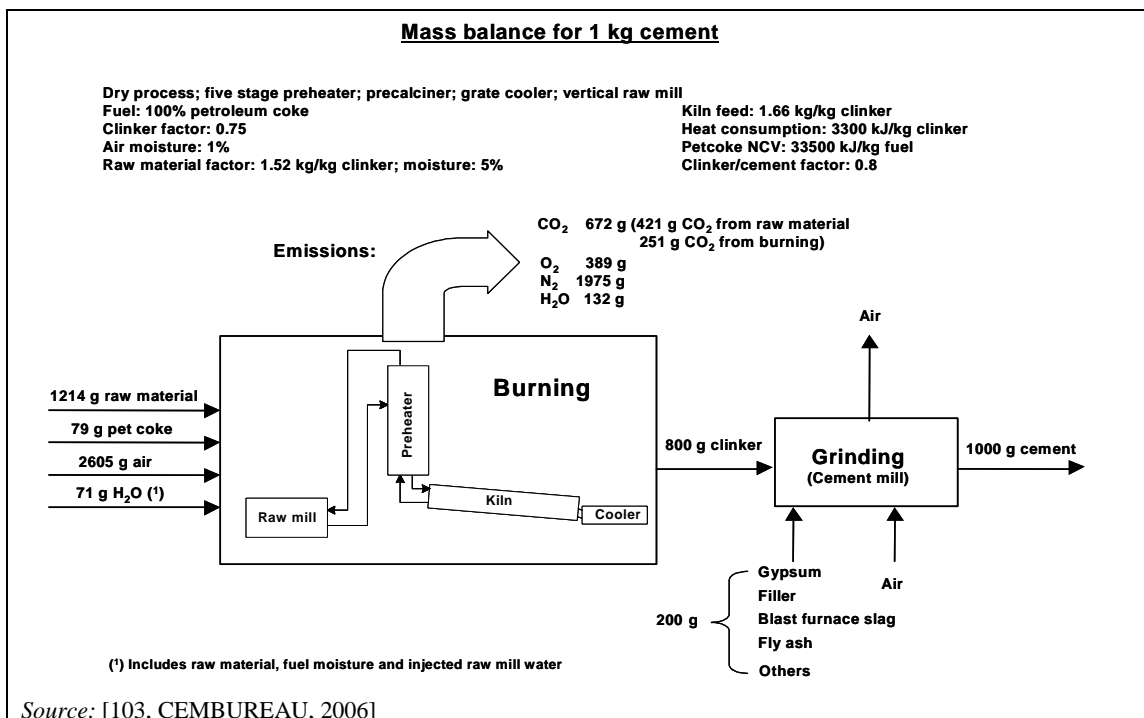 Mass balance for 1 kg cement
Dry process; five stage preheater; precalciner; grate cooler; vertical raw mill
Fuel: 100% petroleum coke
Clinker factor: 0.75
Air moisture: 1%
Raw material factor: 1.52 kg/kg clinker; moisture: 5%
Kiln feed: 1.66 kg/kg clinker
Heat consumption: 3300 kJ/kg clinker
Petcoke NCV: 33500 kJ/kg fuel
Clinker/cement factor: 0.8
Emissions:
CO₂ 672 g (421 g CO₂ from raw material
251 g CO₂ from burning)
O₂ 389 g
N₂ 1975 g
H₂O 132 g
1214 g raw material
79 g pet coke
2605 g air
71 g H₂O (¹)
Burning
Preheater
Raw mill
Kiln
Cooler
800 g clinker
Air
Grinding
(Cement mill)
1000 g cement
200 g
Gypsum
Filler
Blast furnace slag
Fly ash
Others
Air
(¹) Includes raw material, fuel moisture and injected raw mill water
Source: [103, CEMBUREAU, 2006]